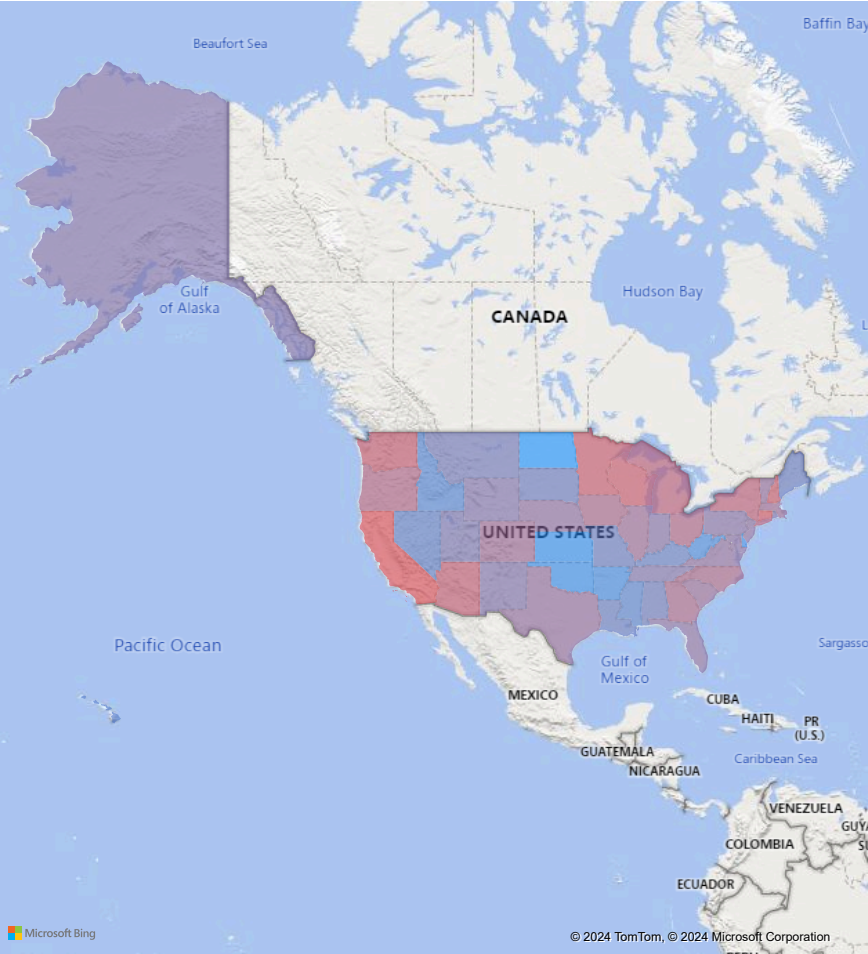 Baffin Bay
Beaufort Sea
Gulf
of Alaska
Hudson Bay
CANADA
UNITED STATES
Pacific Ocean
Sargasso
Gulf of
Mexico
MEXICO
CUBA
HAITI
PR
(U.S.)
GUATEMALA
Caribbean Sea
NICARAGUA
VENEZUELA
GUYA
COLOMBIA
ECUADOR
Microsoft Bing
© 2024 TomTom, © 2024 Microsoft Corporation